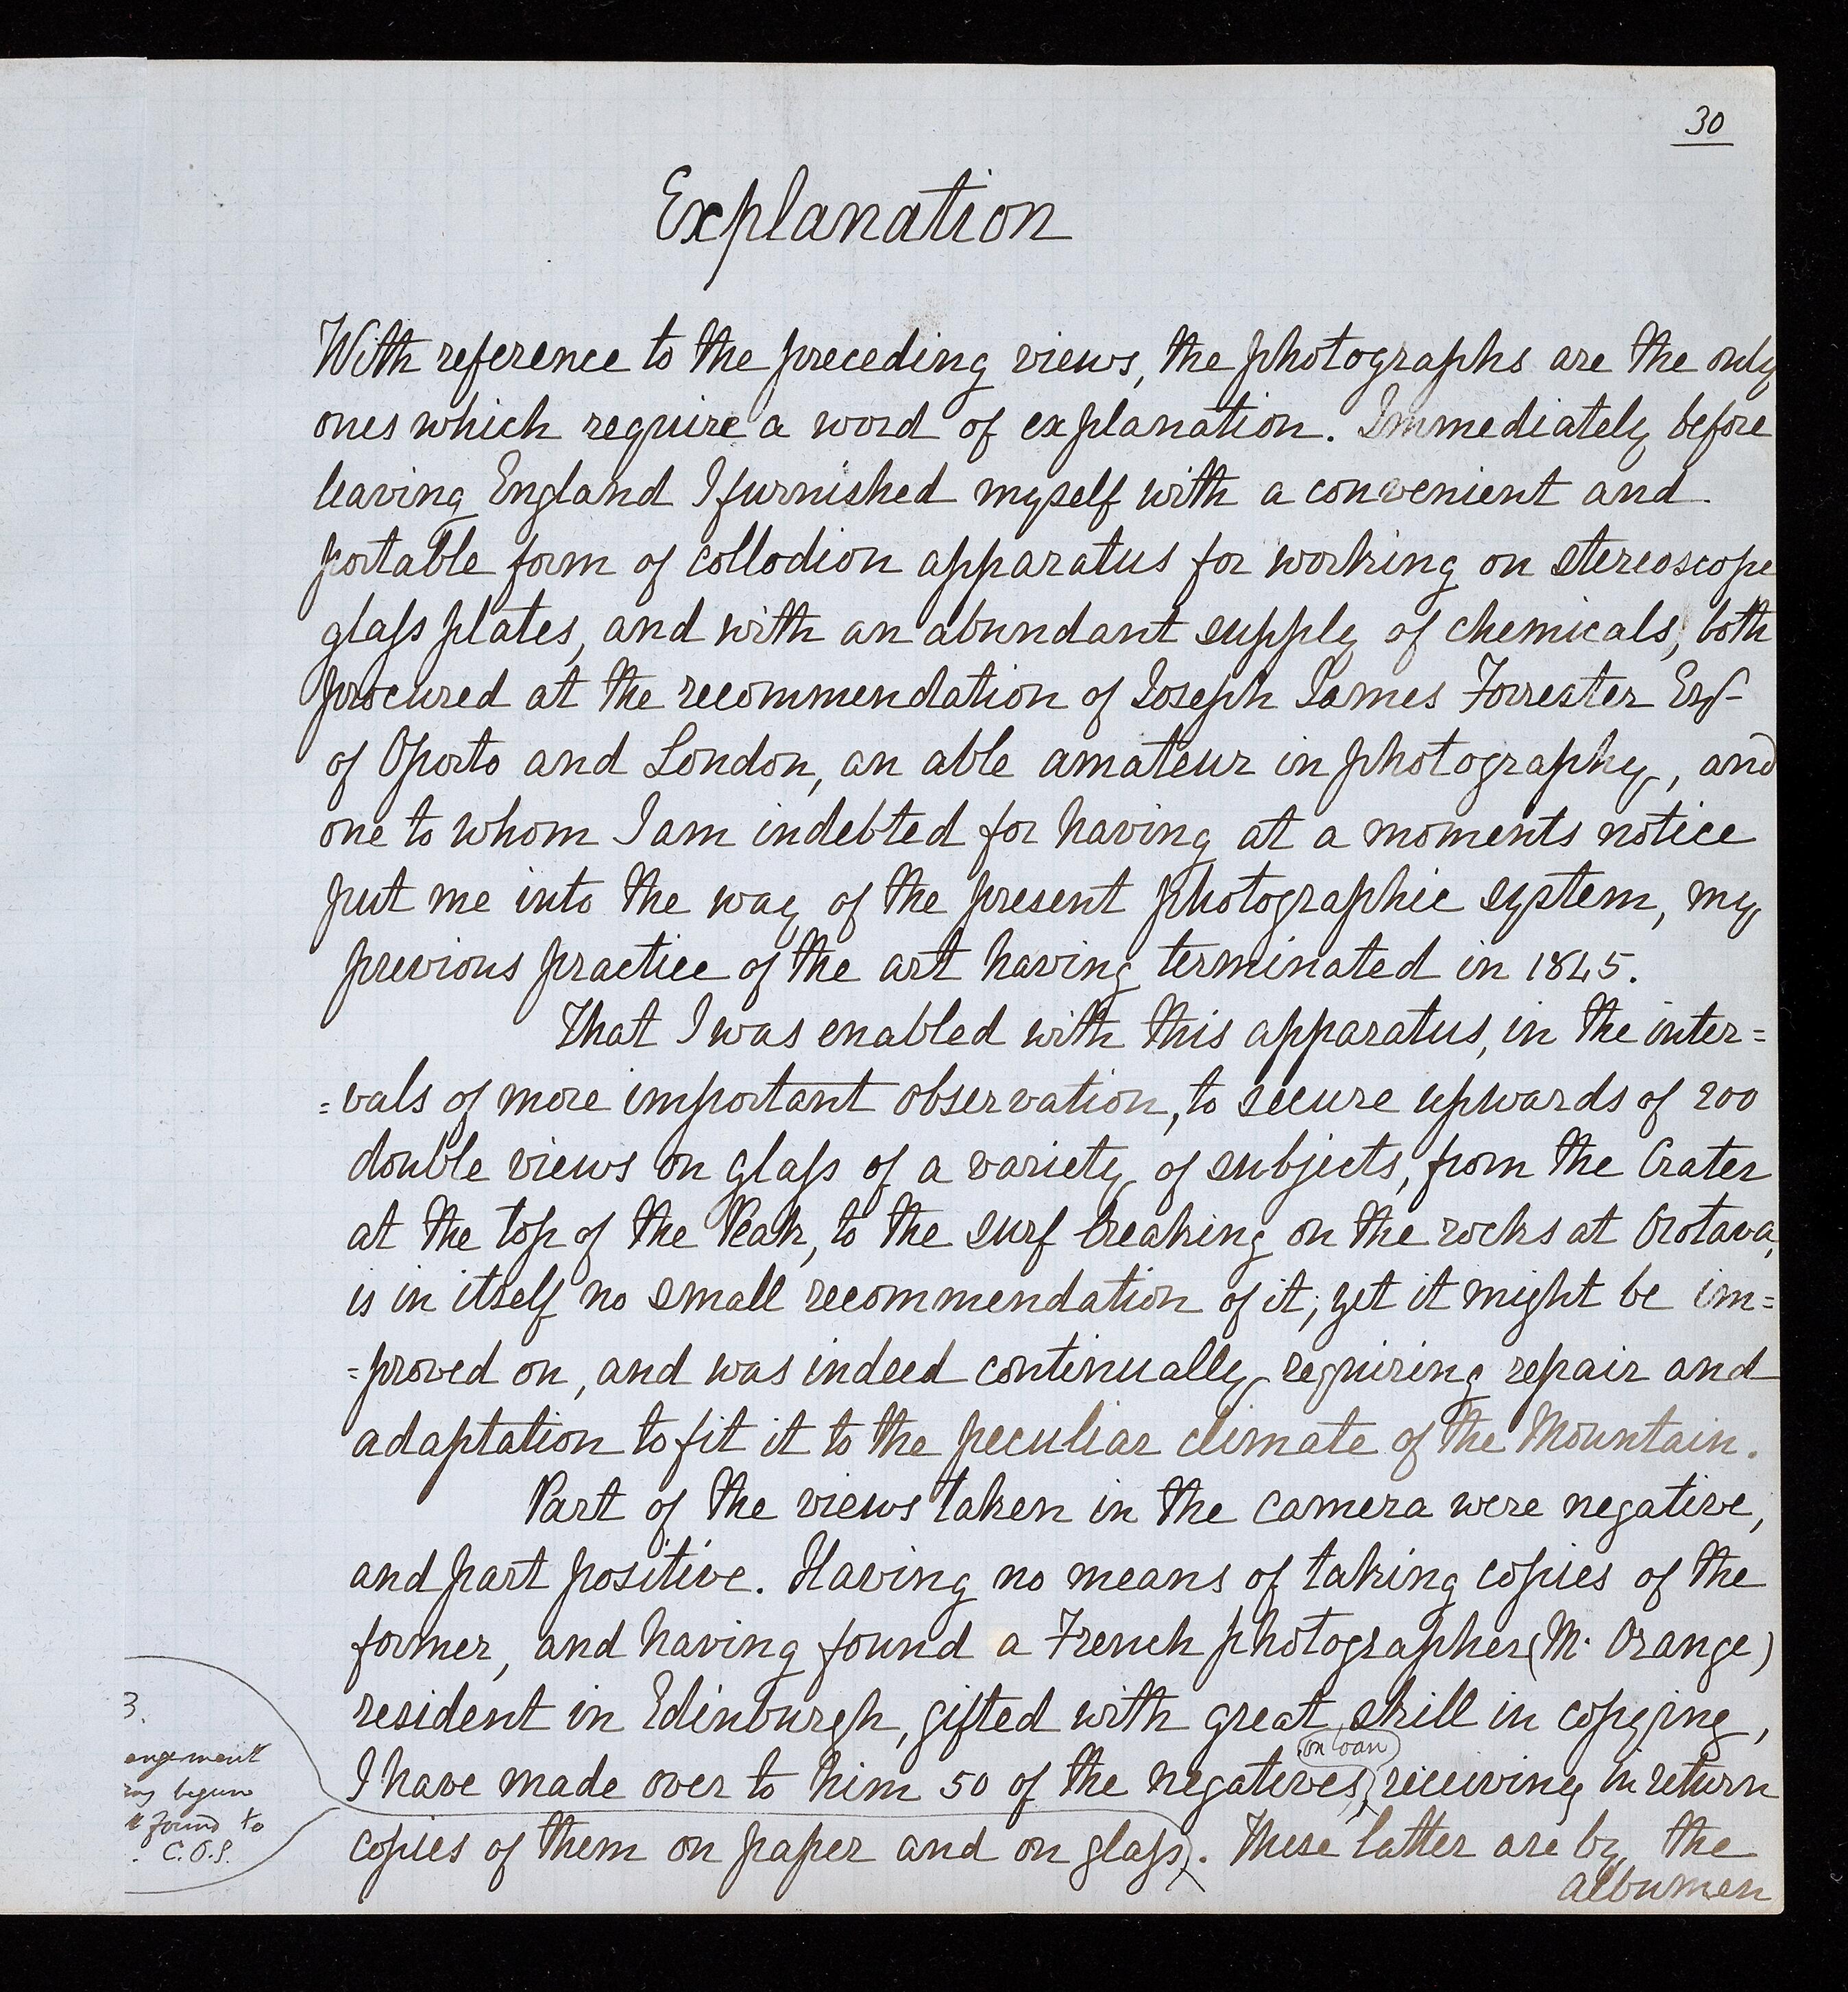 30
Explanation
With reference to the preceding views, the photographs are the only
ones which require a word of explanation. Immediately before
leaving England I furnished myself with a convenient and
portable form of collodion apparatus for working on stereoscope
glass plates, and with an abundant supply of chemicals, both
procured at the recommendation of Joseph James Forrester Esq
of Oporto and London, an able amateur in photography, and
one to whom I am indebted for having at a moments notice
put me into the way of the present photographic system, my
previous practice of the art having terminated in 1845.
That I was enabled with this apparatus, in the inter=
=vals of more important observation, to secure upwards of 200
double views on glass of a variety of subjects, from the Crater
at the top of the Peak, to the surf breaking on the rocks at Orotava,
is in itself no small recommendation of it; yet it might be im=
=proved on, and was indeed continually requiring repair and
adaptation to fit it to the peculiar climate of the Mountain.
Part of the views taken in the camera were negative,
and part positive. Having no means of taking copies of the
former, and having found a French photographer (M. Orange)
resident in Edinburgh, gifted with great skill in copying,
on loan
I have made over to him 50 of the negatives, receiving in return
copies of them on paper and on glass. These latter are by the
albumen
3.
angement
begun
found to
C.P.S.